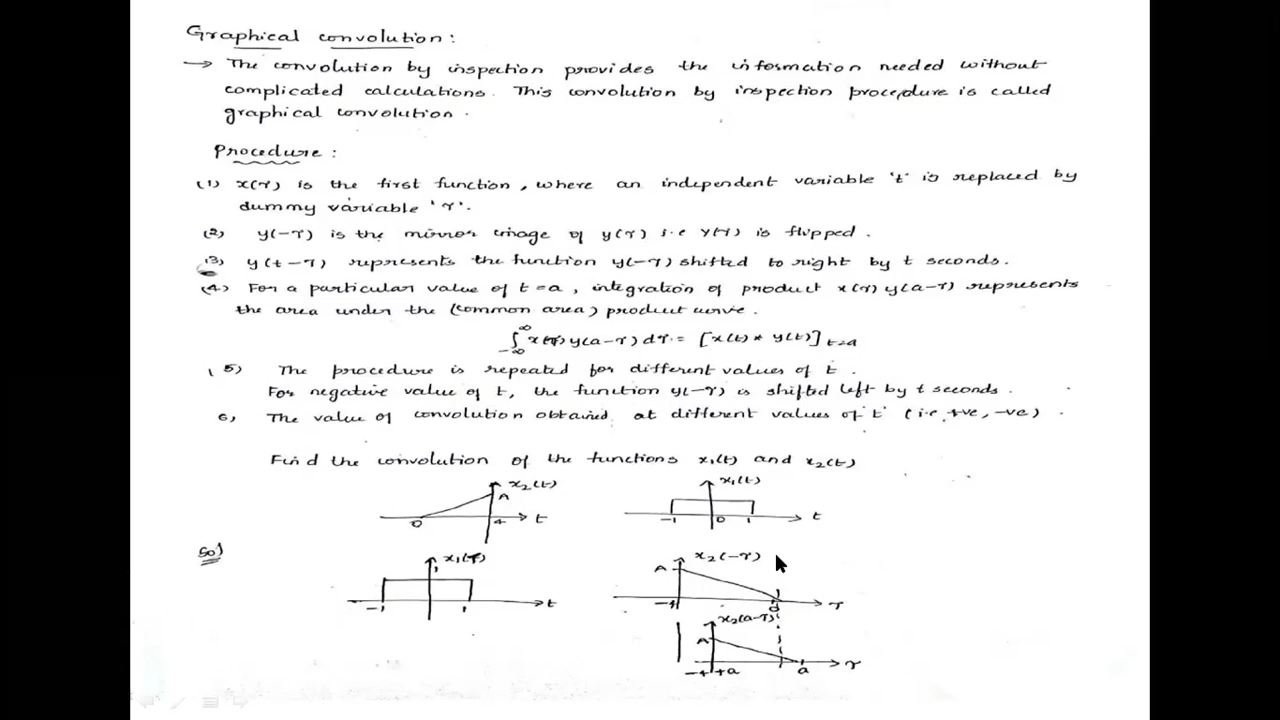 Graphical convolution:
→ The convolution by inspection provides the information needed without
complicated calculations. This convolution by inspection procedure is called
graphical convolution.
Procedure:
(1) x(τ) is the first function, where an independent variable 't' is replaced by
dummy variable 'τ'.
(2) y(-τ) is the mirror image of y(τ) i.e y(τ) is flipped.
(3) y(t-τ) represents the function y(-τ) shifted to right by t seconds.
(4) For a particular value of t=a, integration of product x(τ) y(a-τ) represents
the area under the (common area) product curve.
∫_{-∞}^{∞} x(τ) y(a-τ) dτ = [x(t) * y(t)]_{t=a}
(5) The procedure is repeated for different values of t.
For negative value of t, the function y(-τ) is shifted left by t seconds.
6) The value of convolution obtained at different values of 't' (i.e +ve, -ve).
Find the convolution of the functions x₁(t) and x₂(t)
x₂(t) A 0 4 t
x₁(t) -1 0 1 t
Sol
x₁(τ) 1 -1 1 t
x₂(-τ) A -4 0 τ
x₂(a-τ) A -4+a a τ